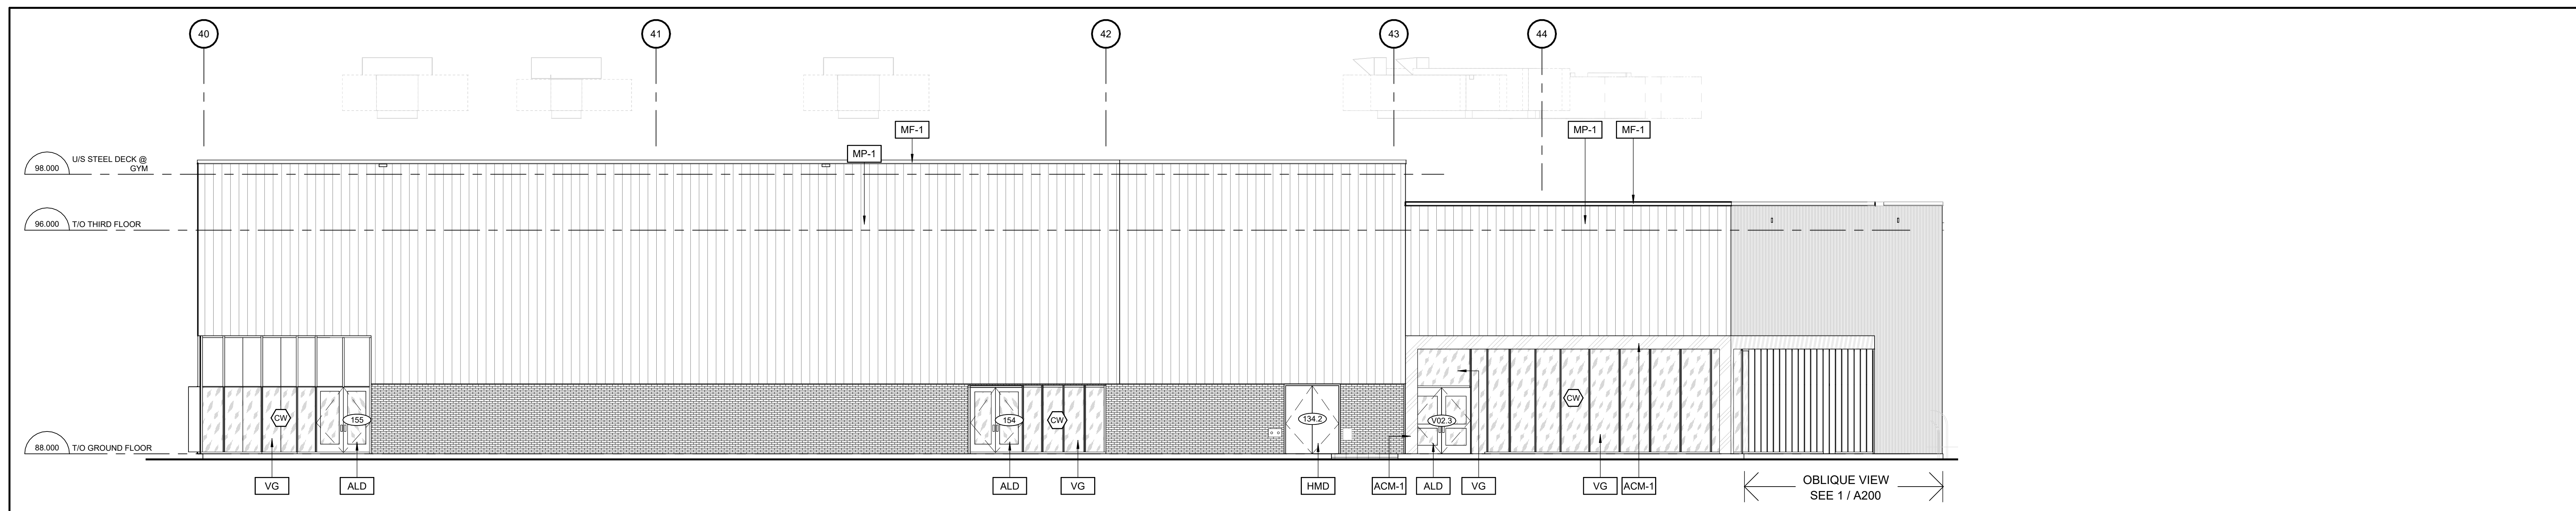 40
41
42
43
44
MF-1
MP-1
MF-1
MP-1
U/S STEEL DECK @
GYM
98.000
96.000
T/O THIRD FLOOR
CW
155
154
CW
134.2
V02.3
CW
88.000
T/O GROUND FLOOR
VG
ALD
ALD
VG
HMD
ACM-1
ALD
VG
VG
ACM-1
OBLIQUE VIEW
SEE 1 / A200